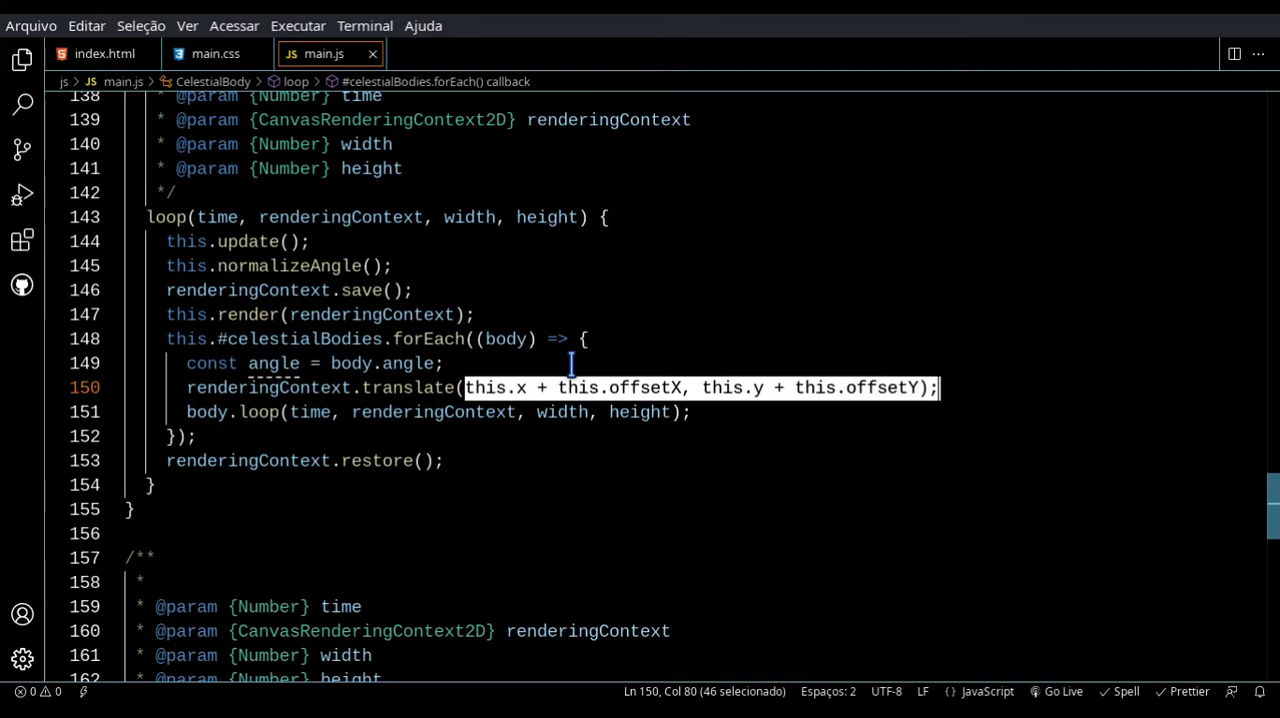 Arquivo Editar Seleção Ver Acessar Executar Terminal Ajuda
index.html main.css JS main.js
js JS main.js CelestialBody loop #celestialBodies.forEach() callback
138 * @param {Number} time
139 * @param {CanvasRenderingContext2D} renderingContext
140 * @param {Number} width
141 * @param {Number} height
142 */
143 loop(time, renderingContext, width, height) {
144 this.update();
145 this.normalizeAngle();
146 renderingContext.save();
147 this.render(renderingContext);
148 this.#celestialBodies.forEach((body) => {
149 const angle = body.angle;
150 renderingContext.translate(this.x + this.offsetX, this.y + this.offsetY);
151 body.loop(time, renderingContext, width, height);
152 });
153 renderingContext.restore();
154 }
155 }
156
157 /**
158 *
159 * @param {Number} time
160 * @param {CanvasRenderingContext2D} renderingContext
161 * @param {Number} width
162 * @param {Number} height
0 0 Ln 150, Col 80 (46 selecionado) Espaços: 2 UTF-8 LF {} JavaScript Go Live Spell Prettier